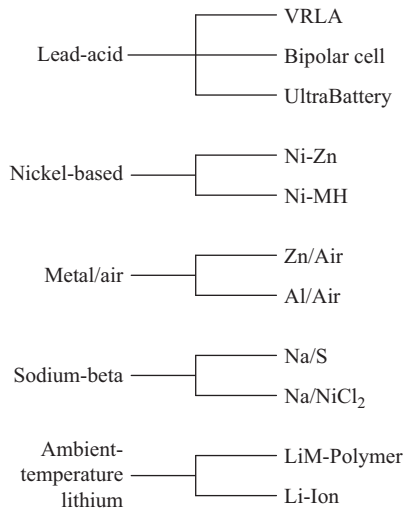 Lead-acid
VRLA
Bipolar cell
UltraBattery
Nickel-based
Ni-Zn
Ni-MH
Metal/air
Zn/Air
Al/Air
Sodium-beta
Na/S
Na/NiCl₂
Ambient-
temperature
lithium
LiM-Polymer
Li-Ion